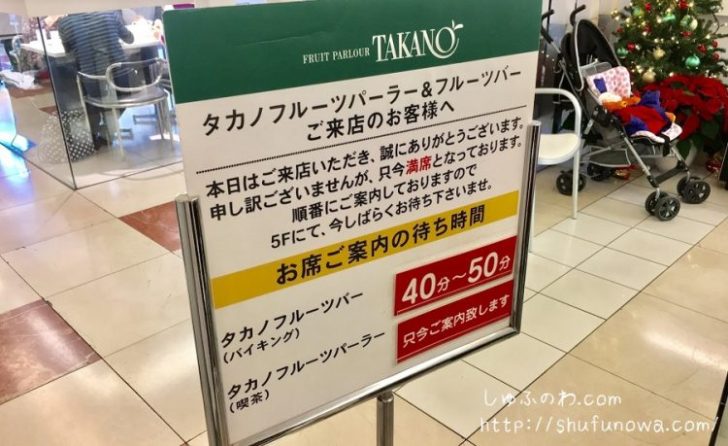 FRUIT PARLOUR TAKANO
タカノフルーツパーラー&フルーツバー
ご来店のお客様へ
本日はご来店いただき、誠にありがとうございます。
申し訳ございませんが、只今満席となっております。
順番にご案内しておりますので
5Fにて、今しばらくお待ち下さいませ。
お席ご案内の待ち時間
タカノフルーツバー
(バイキング)
40分～50分
タカノフルーツパーラー
(喫茶)
只今ご案内致します
しゅふのわ.com
http://shufunowa.com/